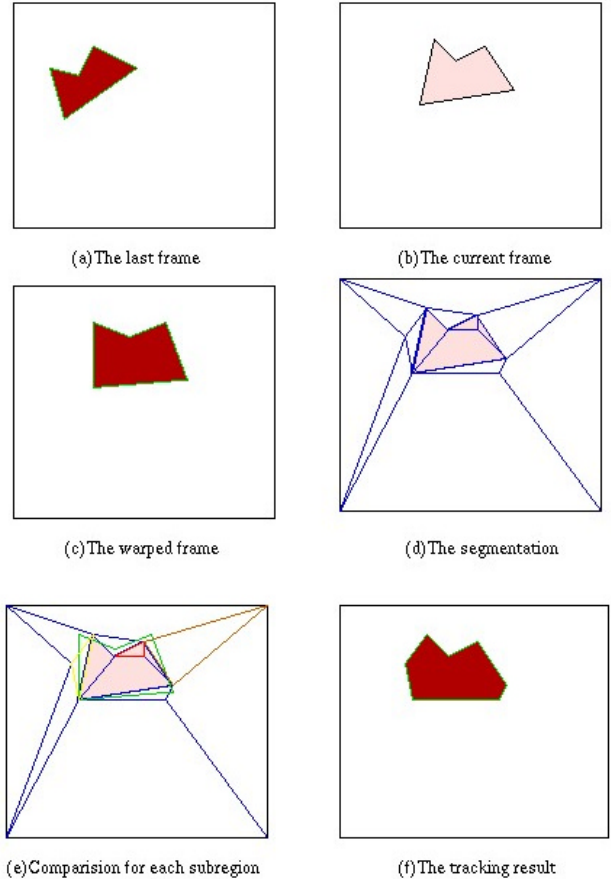 (a)The last frame
(b)The current frame
(c)The warped frame
(d)The segmentation
(e)Comparision for each subregion
(f)The tracking result